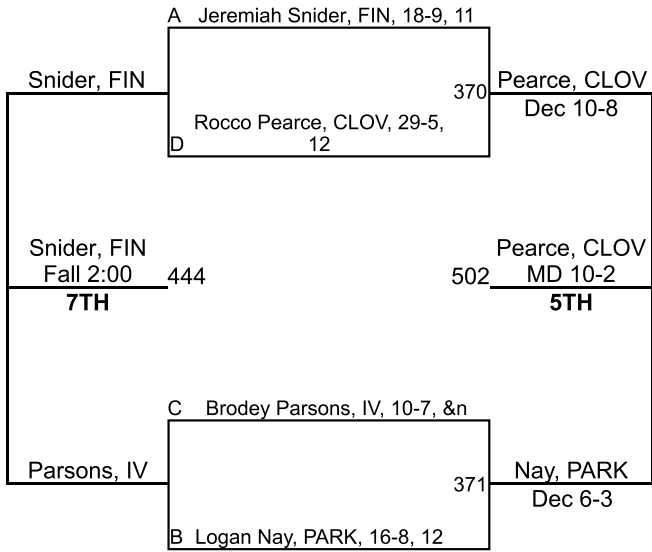 A Jeremiah Snider, FIN, 18-9, 11
Snider, FIN
370
Pearce, CLOV
Dec 10-8
Rocco Pearce, CLOV, 29-5,
D 12
Snider, FIN
Fall 2:00
444
7TH
Pearce, CLOV
502
MD 10-2
5TH
C Brodey Parsons, IV, 10-7, &n
Parsons, IV
371
Nay, PARK
Dec 6-3
B Logan Nay, PARK, 16-8, 12